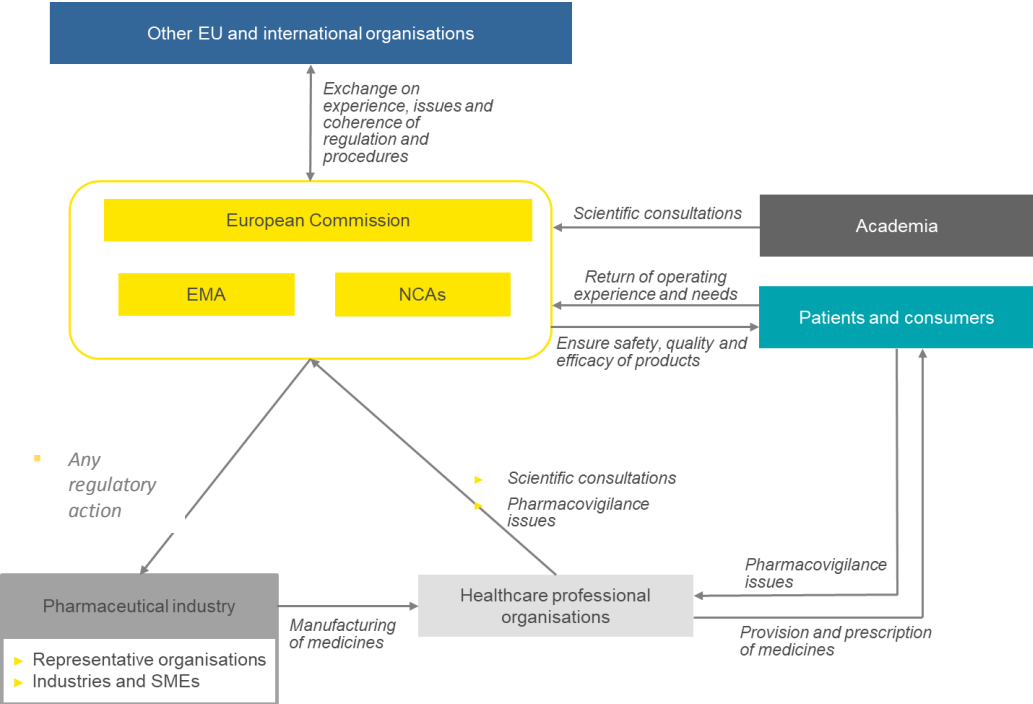 Other EU and international organisations
Exchange on
experience, issues and
coherence of
regulation and
procedures
European Commission
EMA
NCAs
Scientific consultations
Academia
Return of operating
experience and needs
Patients and consumers
Ensure safety, quality and
efficacy of products
Any
regulatory
action
Scientific consultations
Pharmacovigilance
issues
Pharmaceutical industry
Representative organisations
Industries and SMEs
Manufacturing
of medicines
Healthcare professional
organisations
Pharmacovigilance
issues
Provision and prescription
of medicines